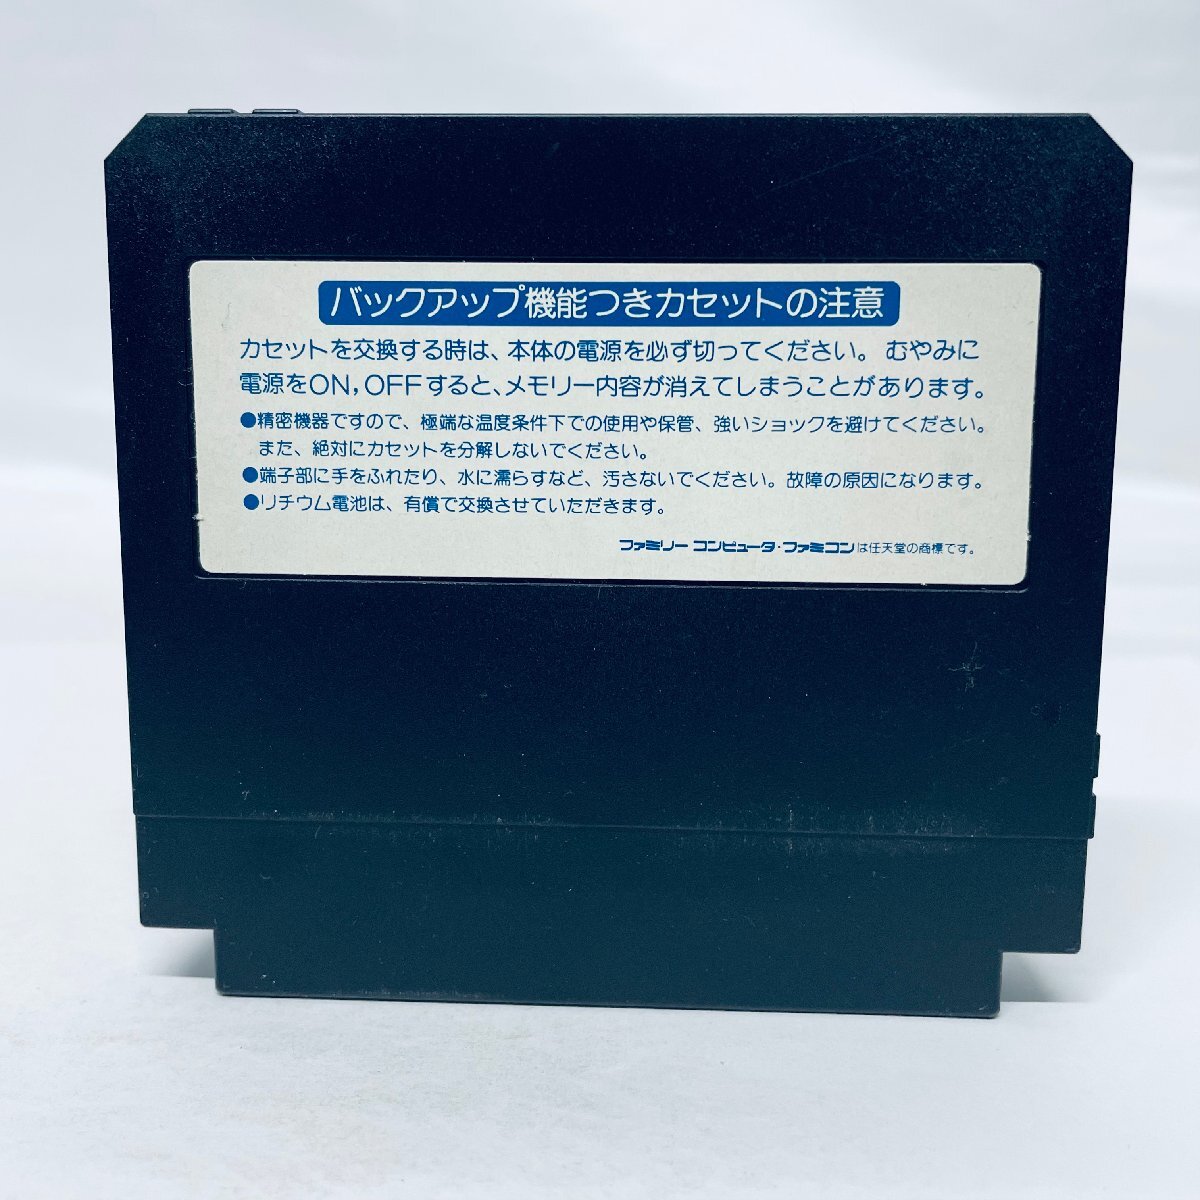 バックアップ機能つきカセットの注意
カセットを交換する時は、本体の電源を必ず切ってください。むやみに
電源をON,OFFすると、メモリー内容が消えてしまうことがあります。
●精密機器ですので、極端な温度条件下での使用や保管、強いショックを避けてください。
また、絶対にカセットを分解しないでください。
●端子部に手をふれたり、水に濡らすなど、汚さないでください。故障の原因になります。
●リチウム電池は、有償で交換させていただきます。
ファミリー コンピュータ・ファミコンは任天堂の商標です。